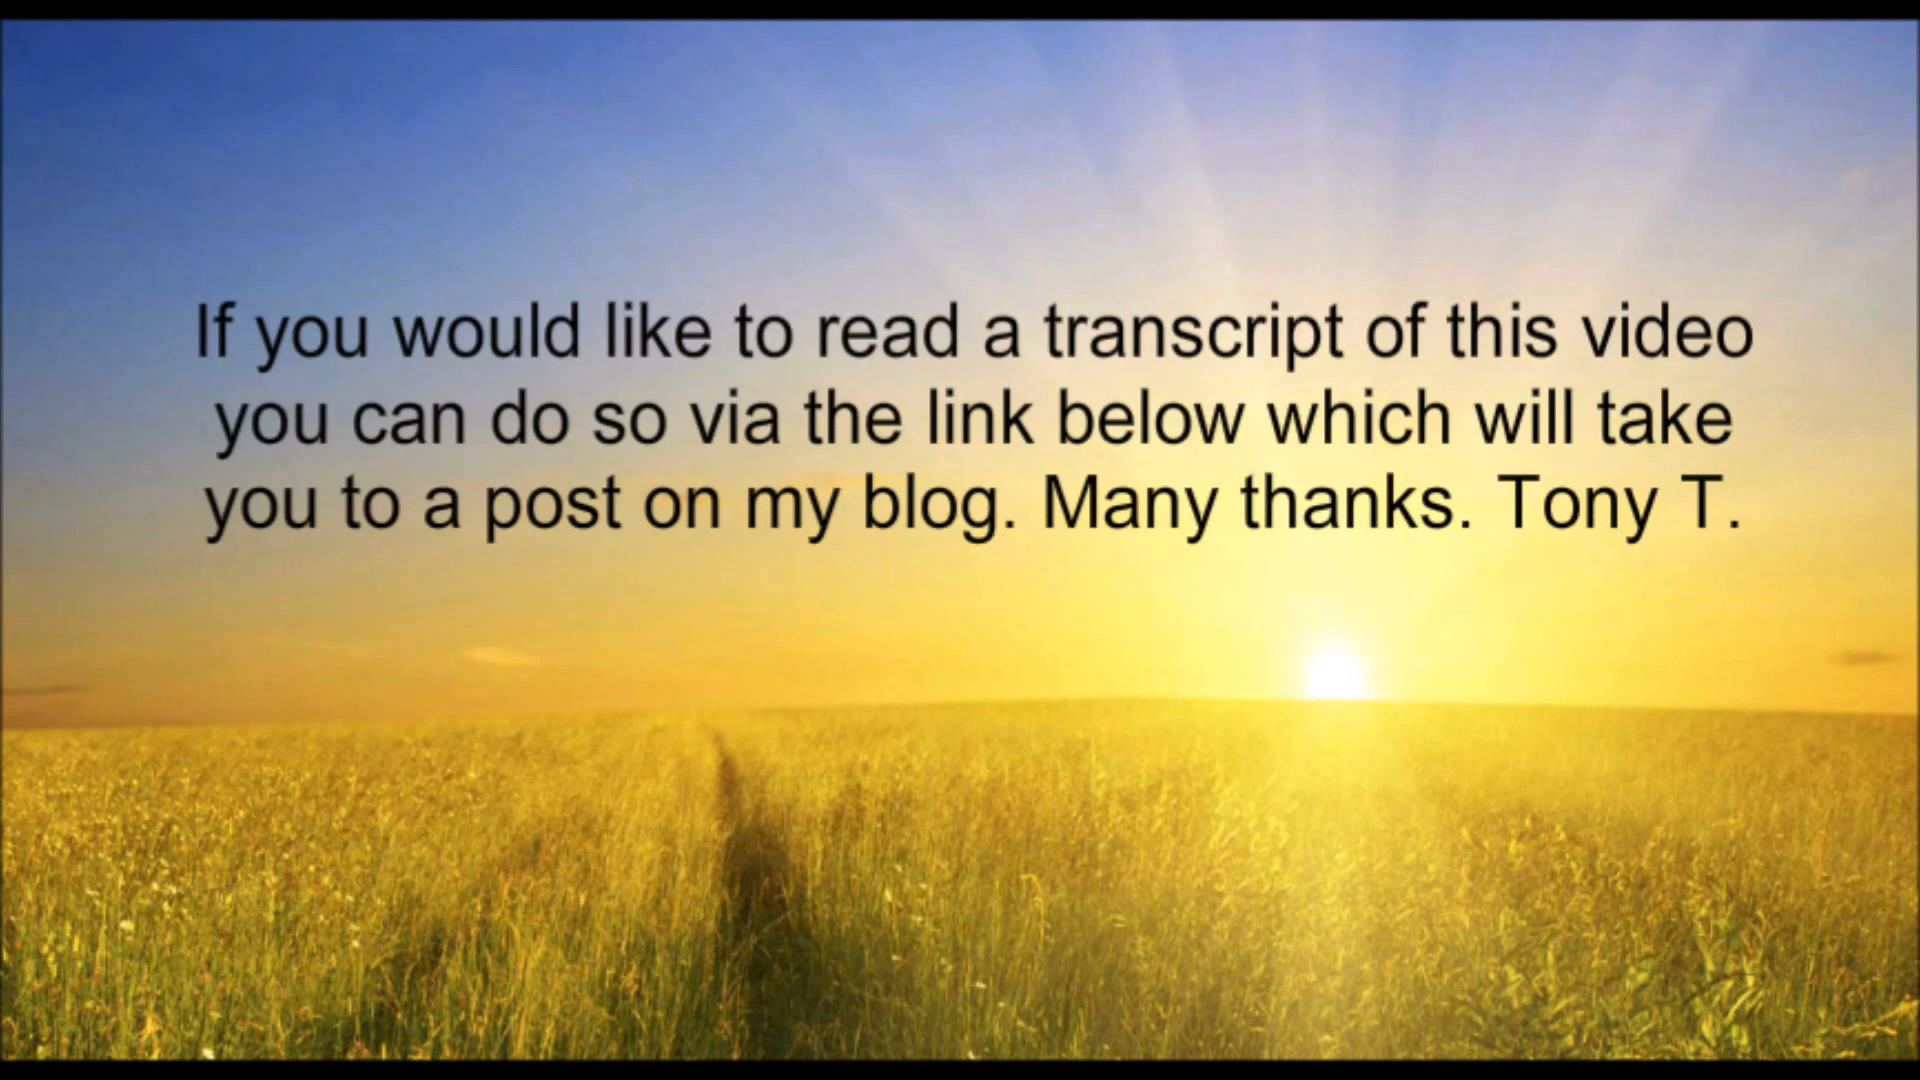 If you would like to read a transcript of this video
you can do so via the link below which will take
you to a post on my blog. Many thanks. Tony T.